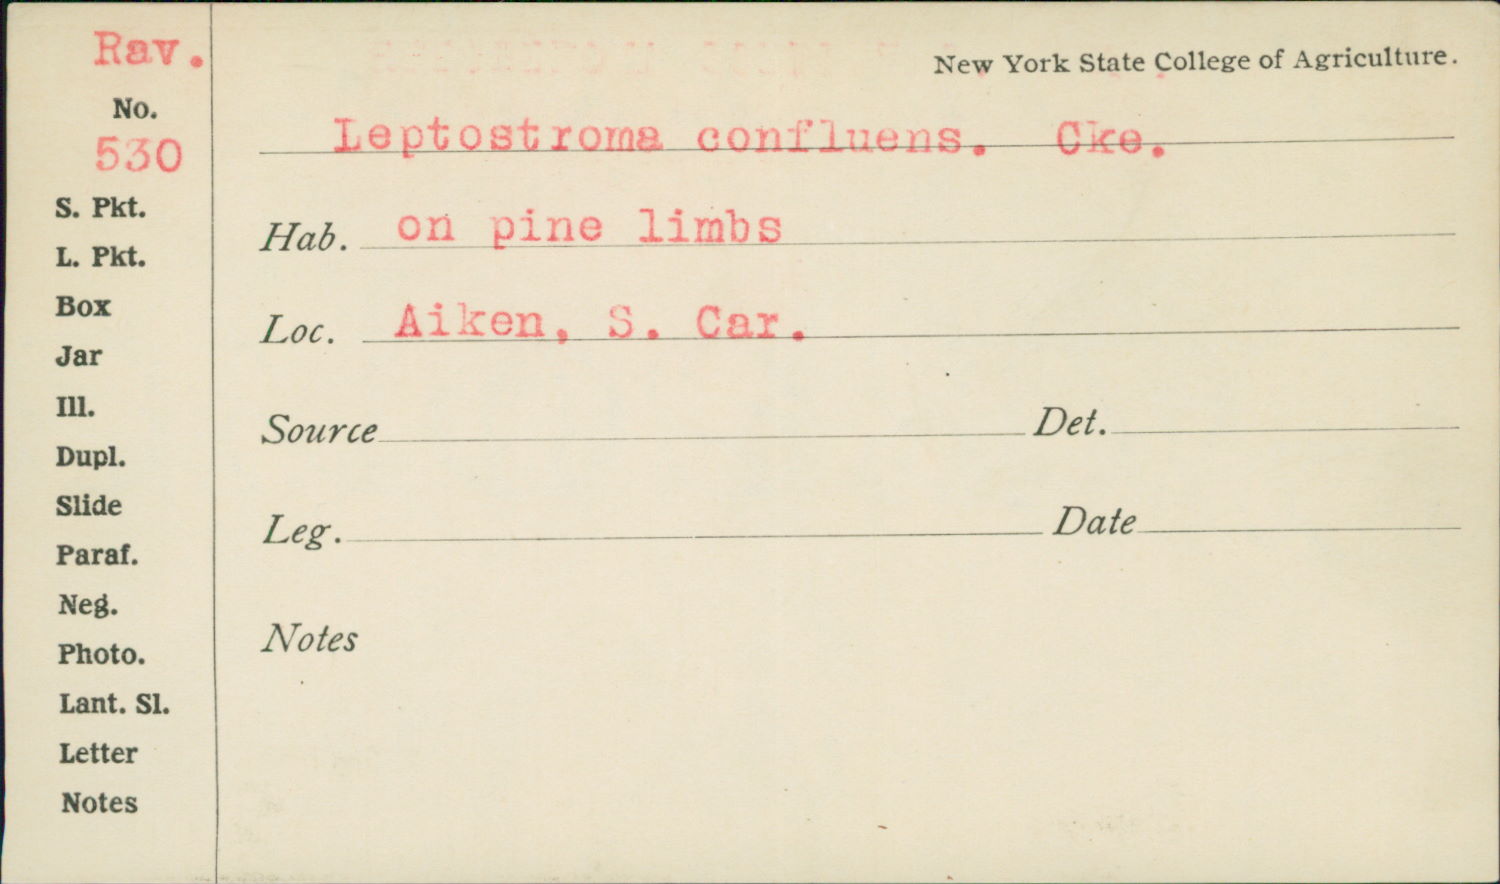 Rav.
No.
530
S. Pkt.
L. Pkt.
Box
Jar
Ill.
Dupl.
Slide
Paraf.
Neg.
Photo.
Lant. Sl.
Letter
Notes
New York State College of Agriculture.
Leptostroma confluens. Cke.
Hab. on pine limbs
Loc. Aiken, S. Car.
Source Det.
Leg. Date
Notes